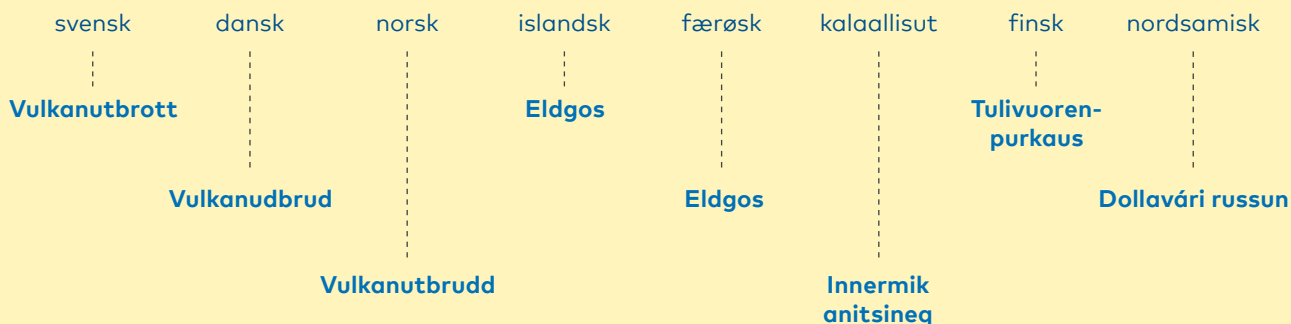 svensk dansk norsk islandsk færøsk kalaallisut finsk nordsamisk
Vulkanutbrott Eldgos Tulivuoren-
purkaus
Vulkanudbrud Eldgos Dollavári russun
Vulkanutbrudd Innermik
anitsineq